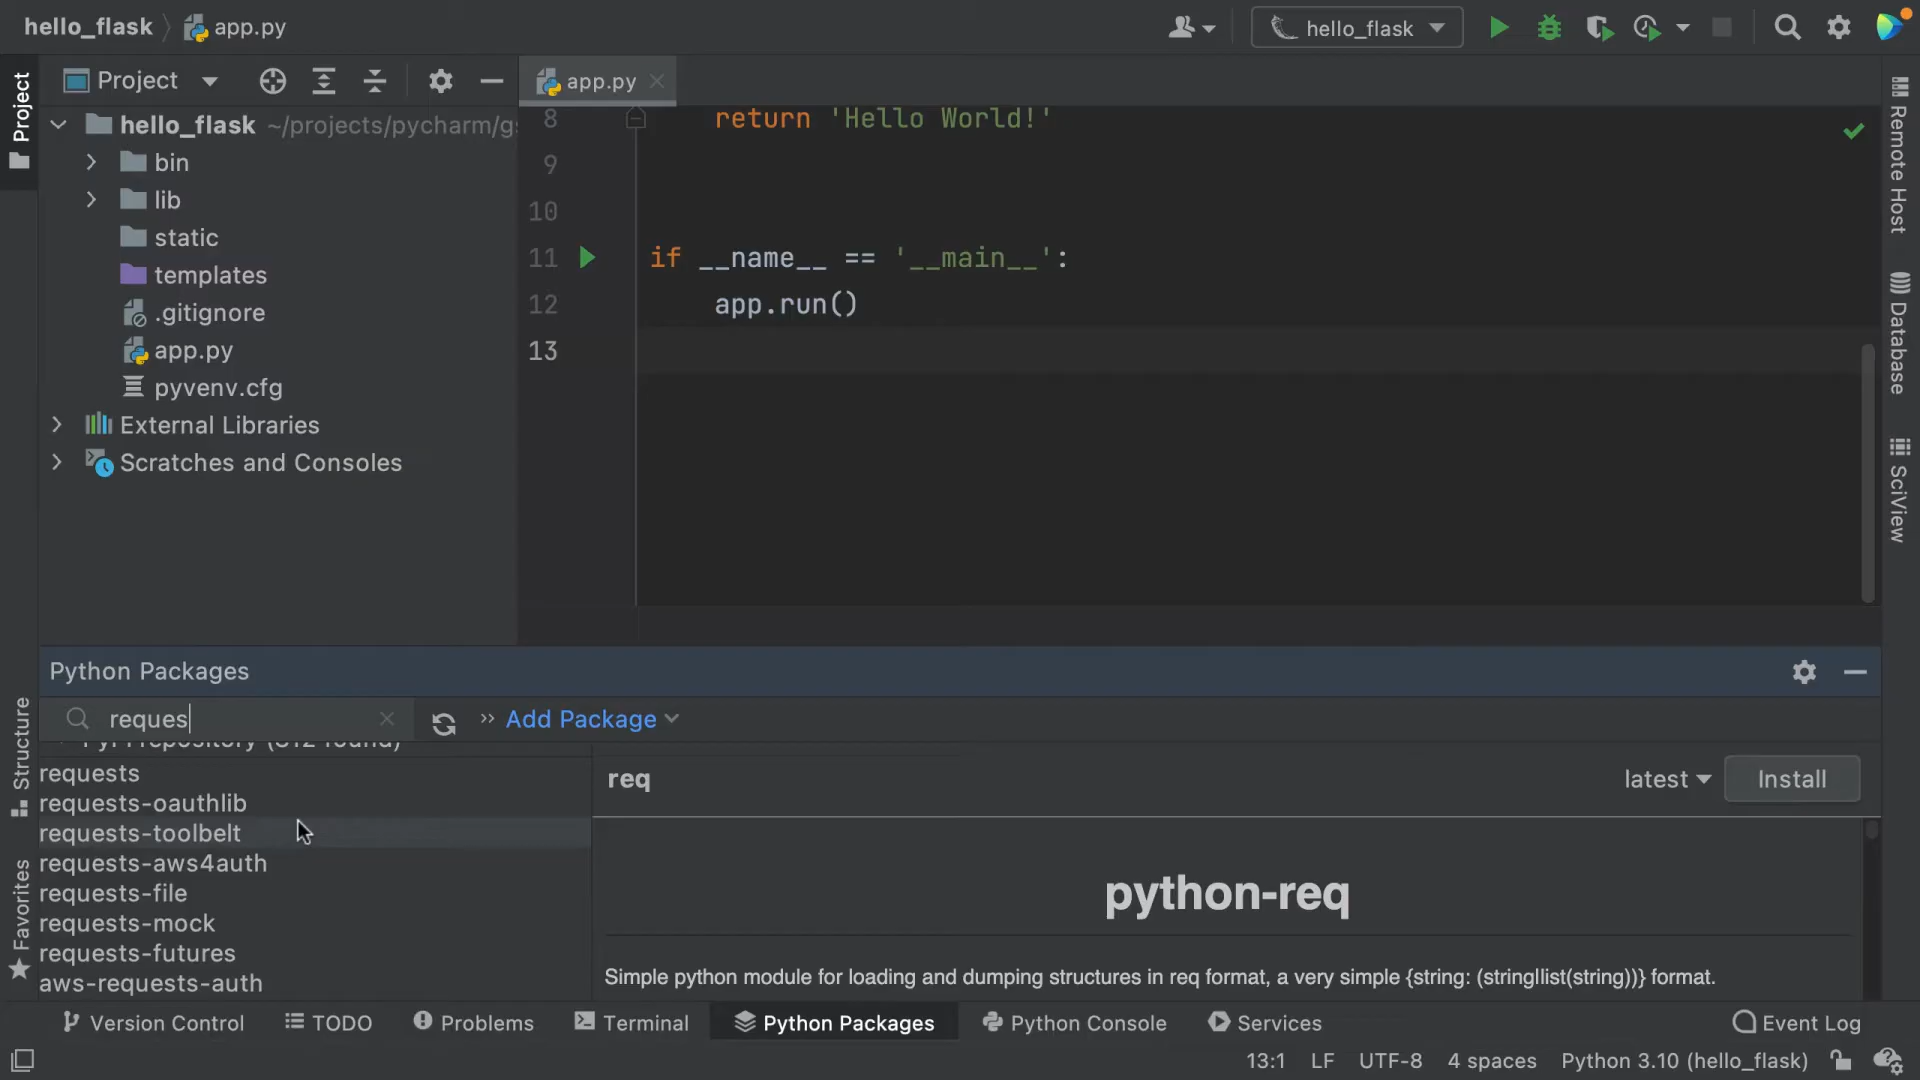 hello_flask
app.py
hello_flask
Project
Project
app.py
hello_flask ~/projects/pycharm/g
bin
lib
static
templates
.gitignore
app.py
pyvenv.cfg
External Libraries
Scratches and Consoles
8 return 'Hello World!'
9
10
11 if __name__ == '__main__':
12 app.run()
13
Remote Host
Database
SciView
Structure
Favorites
Python Packages
reques
Add Package
requests
requests-oauthlib
requests-toolbelt
requests-aws4auth
requests-file
requests-mock
requests-futures
aws-requests-auth
req
latest
Install
python-req
Simple python module for loading and dumping structures in req format, a very simple {string: (string|list(string))} format.
Version Control
TODO
Problems
Terminal
Python Packages
Python Console
Services
Event Log
13:1 LF UTF-8 4 spaces Python 3.10 (hello_flask)